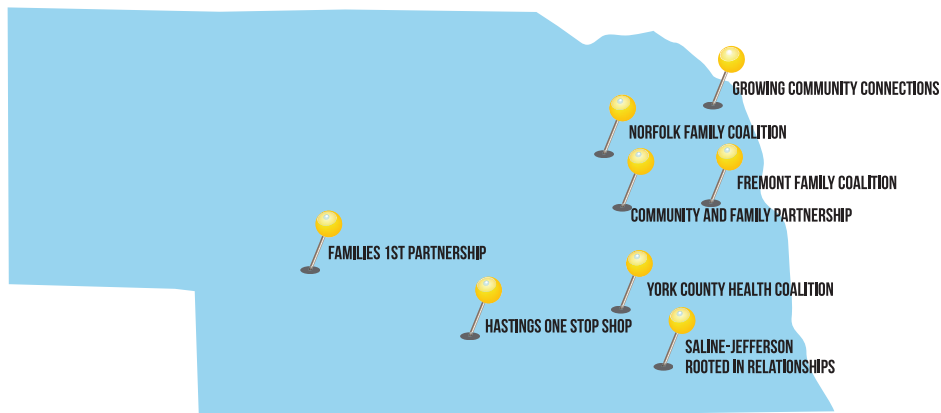 GROWING COMMUNITY CONNECTIONS
NORFOLK FAMILY COALITION
FREMONT FAMILY COALITION
COMMUNITY AND FAMILY PARTNERSHIP
FAMILIES 1ST PARTNERSHIP
YORK COUNTY HEALTH COALITION
HASTINGS ONE STOP SHOP
SALINE-JEFFERSON
ROOTED IN RELATIONSHIPS